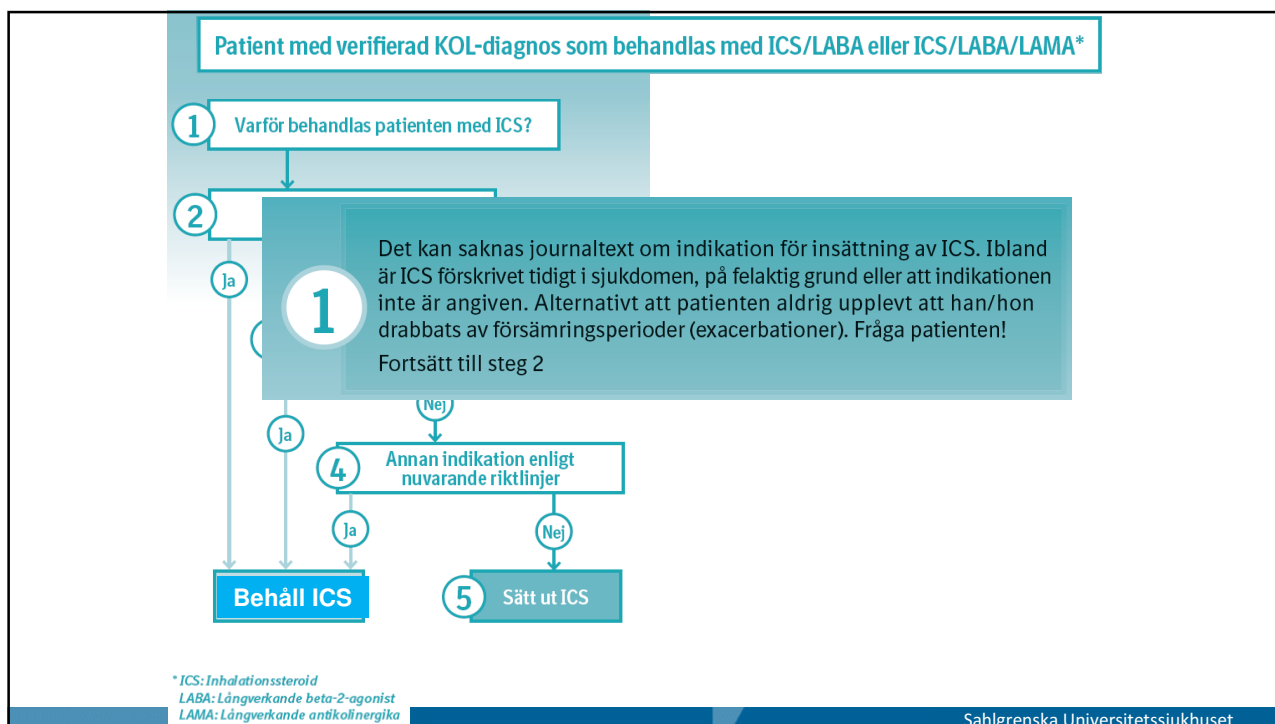 Patient med verifierad KOL-diagnos som behandlas med ICS/LABA eller ICS/LABA/LAMA*
1
Varför behandlas patienten med ICS?
2
Ja
1
Det kan saknas journaltext om indikation för insättning av ICS. Ibland
är ICS förskrivet tidigt i sjukdomen, på felaktig grund eller att indikationen
inte är angiven. Alternativt att patienten aldrig upplevt att han/hon
drabbats av försämringsperioder (exacerbationer). Fråga patienten!
Fortsätt till steg 2
Nej
Ja
4
Annan indikation enligt
nuvarande riktlinjer
Ja
Nej
Behåll ICS
5
Sätt ut ICS
* ICS: Inhalationssteroid
LABA: Långverkande beta-2-agonist
LAMA: Långverkande antikolinergika
Sahlgrenska Universitetssjukhuset